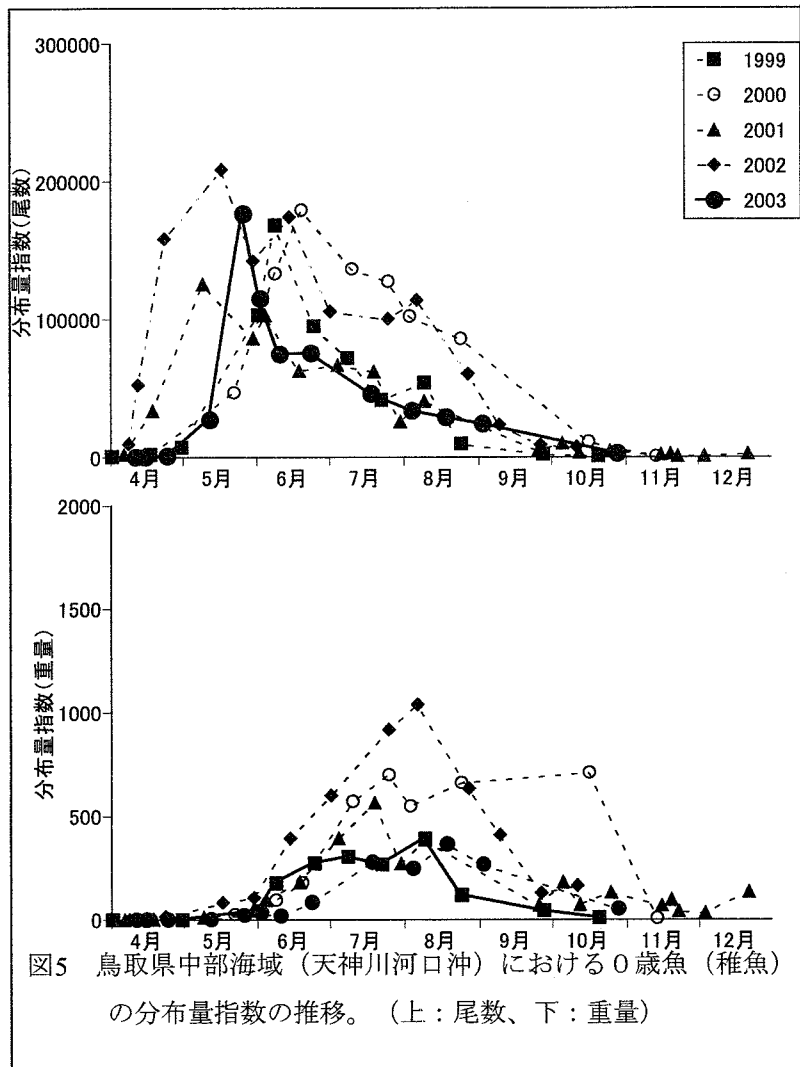 300000
200000
100000
0
分布量指数(尾数)
1999
2000
2001
2002
2003
4月 5月 6月 7月 8月 9月 10月 11月 12月
2000
1500
1000
500
0
分布量指数(重量)
4月 5月 6月 7月 8月 9月 10月 11月 12月
図5 鳥取県中部海域(天神川河口沖)における0歳魚(稚魚)
の分布量指数の推移。(上:尾数、下:重量)